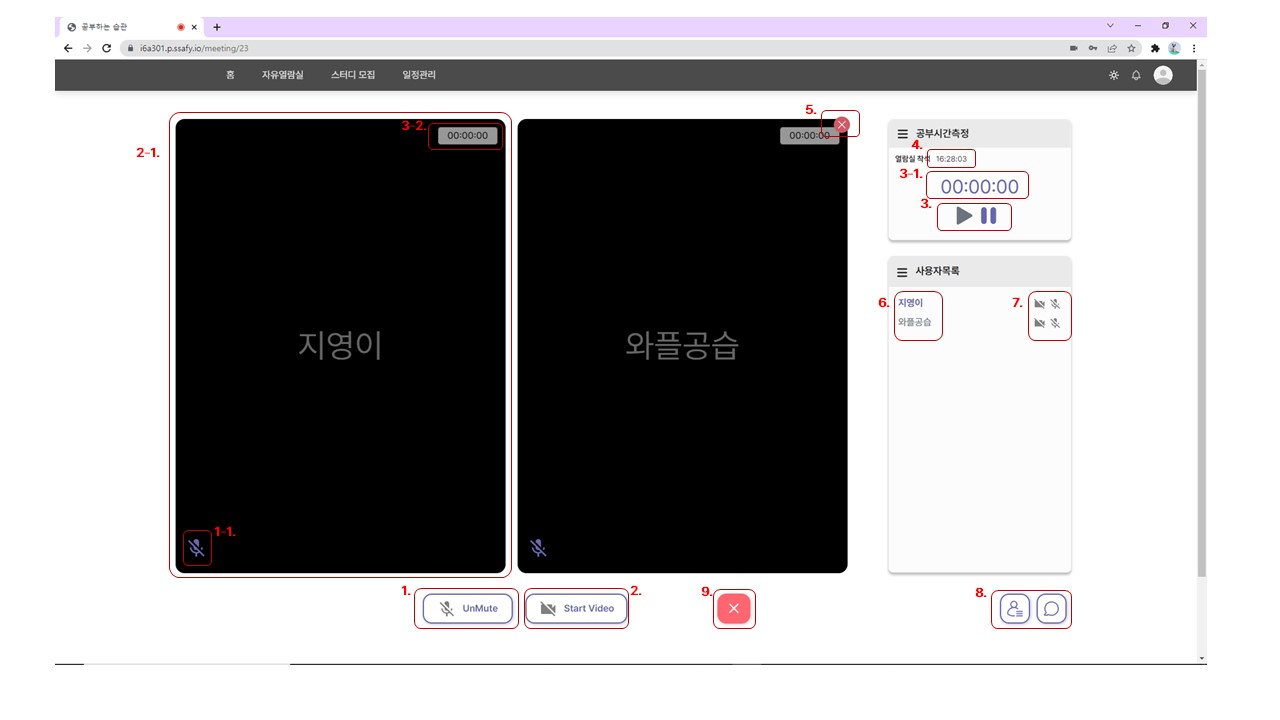 공부하는 습관
i6a301.p.ssafy.io/meeting/23
홈 자유열람실 스터디 모집 일정관리
5.
3-2. 00:00:00
00:00:00
2-1.
공부시간측정
4.
열람실 착석 16:28:03
3-1. 00:00:00
3.
사용자목록
6. 지영이 7.
와플공습
지영이
와플공습
1-1.
1. UnMute
2. Start Video
9.
8.